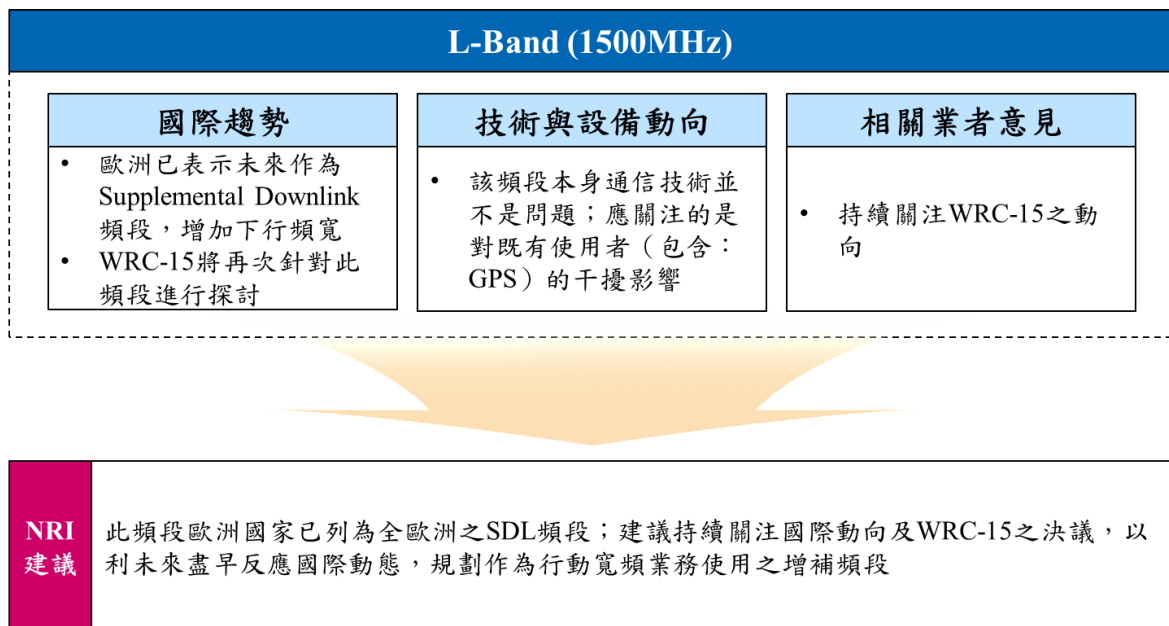 L-Band (1500MHz)
國際趨勢
• 歐洲已表示未來作為
Supplemental Downlink
頻段，增加下行頻寬
• WRC-15將再次針對此
頻段進行探討
技術與設備動向
• 該頻段本身通信技術並
不是問題；應關注的是
對既有使用者（包含：
GPS）的干擾影響
相關業者意見
• 持續關注WRC-15之動
向
NRI
建議
此頻段歐洲國家已列為全歐洲之SDL頻段；建議持續關注國際動向及WRC-15之決議，以
利未來盡早反應國際動態，規劃作為行動寬頻業務使用之增補頻段